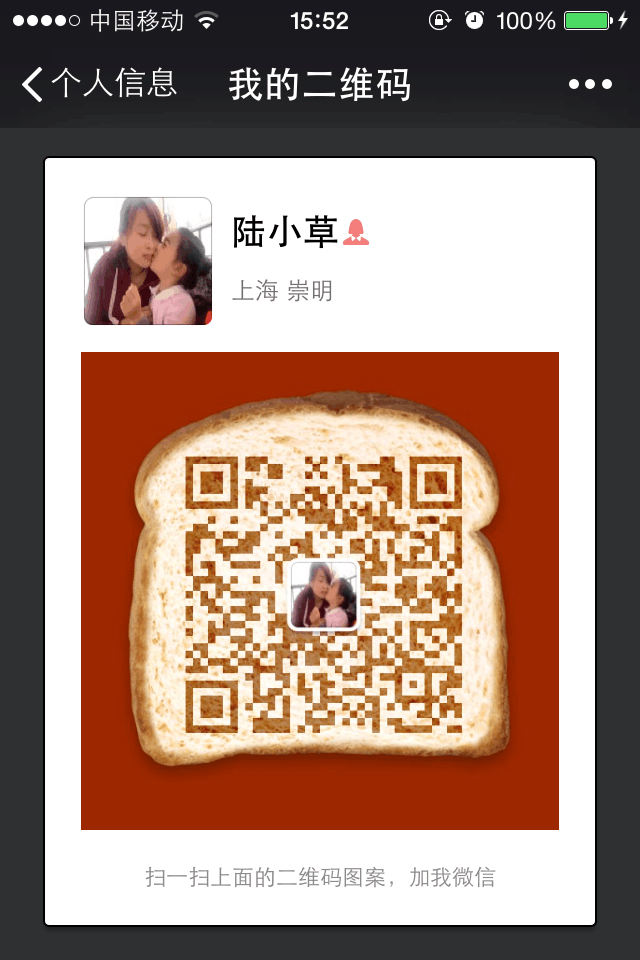 中国移动 15:52 100%
个人信息 我的二维码
陆小草
上海 崇明
扫一扫上面的二维码图案，加我微信